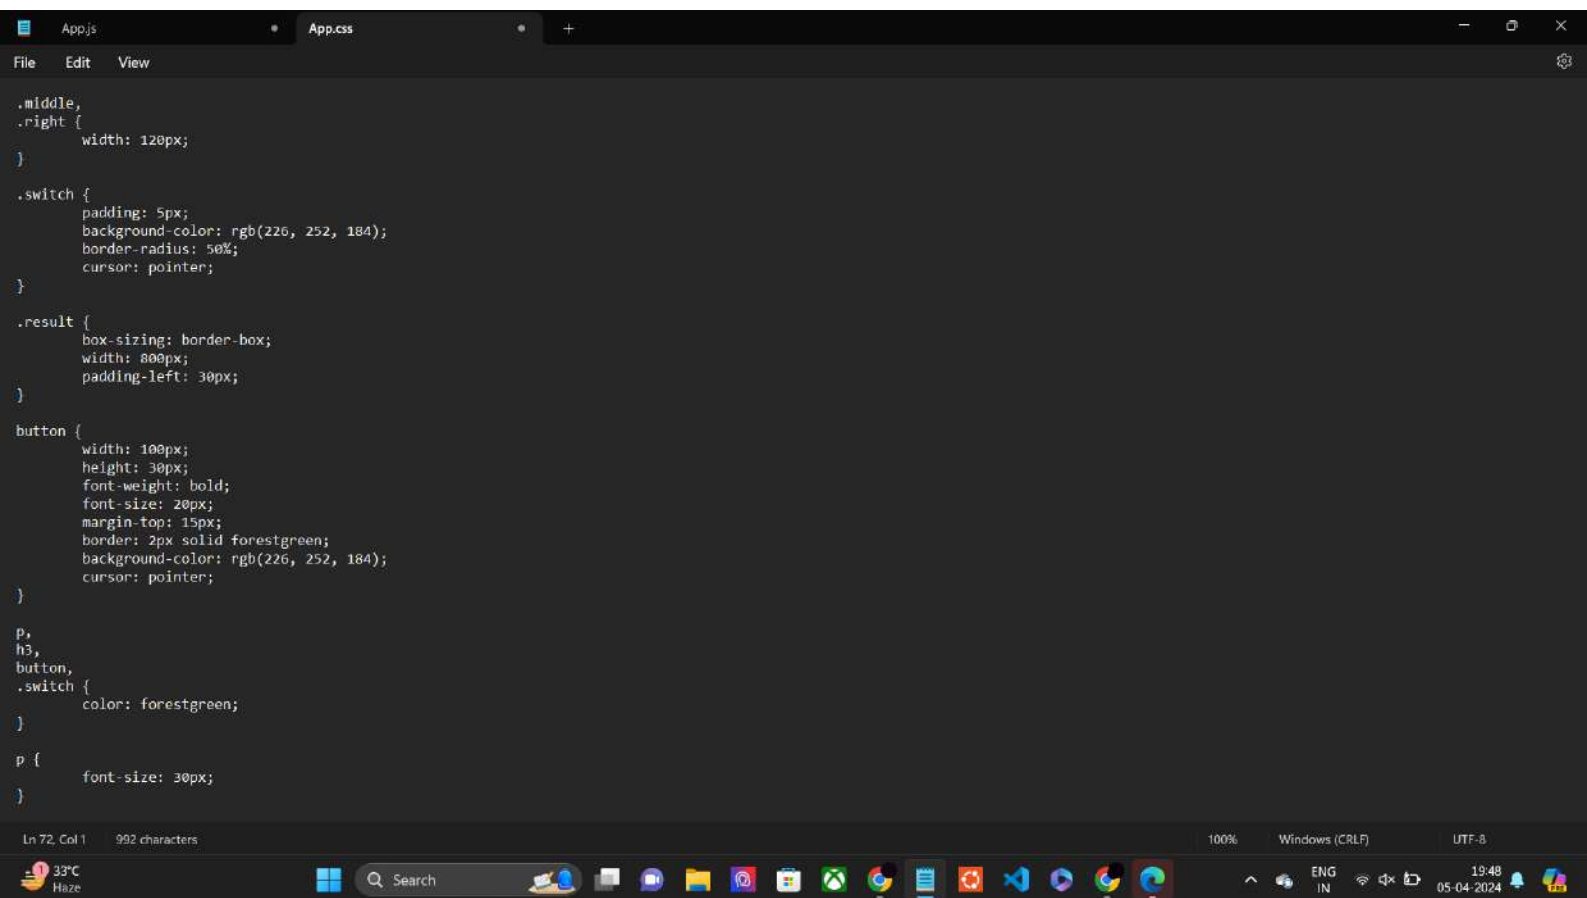 App.js
App.css
File Edit View
.middle,
.right {
width: 120px;
}
.switch {
padding: 5px;
background-color: rgb(226, 252, 184);
border-radius: 50%;
cursor: pointer;
}
.result {
box-sizing: border-box;
width: 800px;
padding-left: 30px;
}
button {
width: 100px;
height: 30px;
font-weight: bold;
font-size: 20px;
margin-top: 15px;
border: 2px solid forestgreen;
background-color: rgb(226, 252, 184);
cursor: pointer;
}
p,
h3,
button,
.switch {
color: forestgreen;
}
p {
font-size: 30px;
}
Ln 72, Col 1 992 characters 100% Windows (CRLF) UTF-8
1
33°C
Haze
Search
ENG
IN
19:48
05-04-2024
PRE